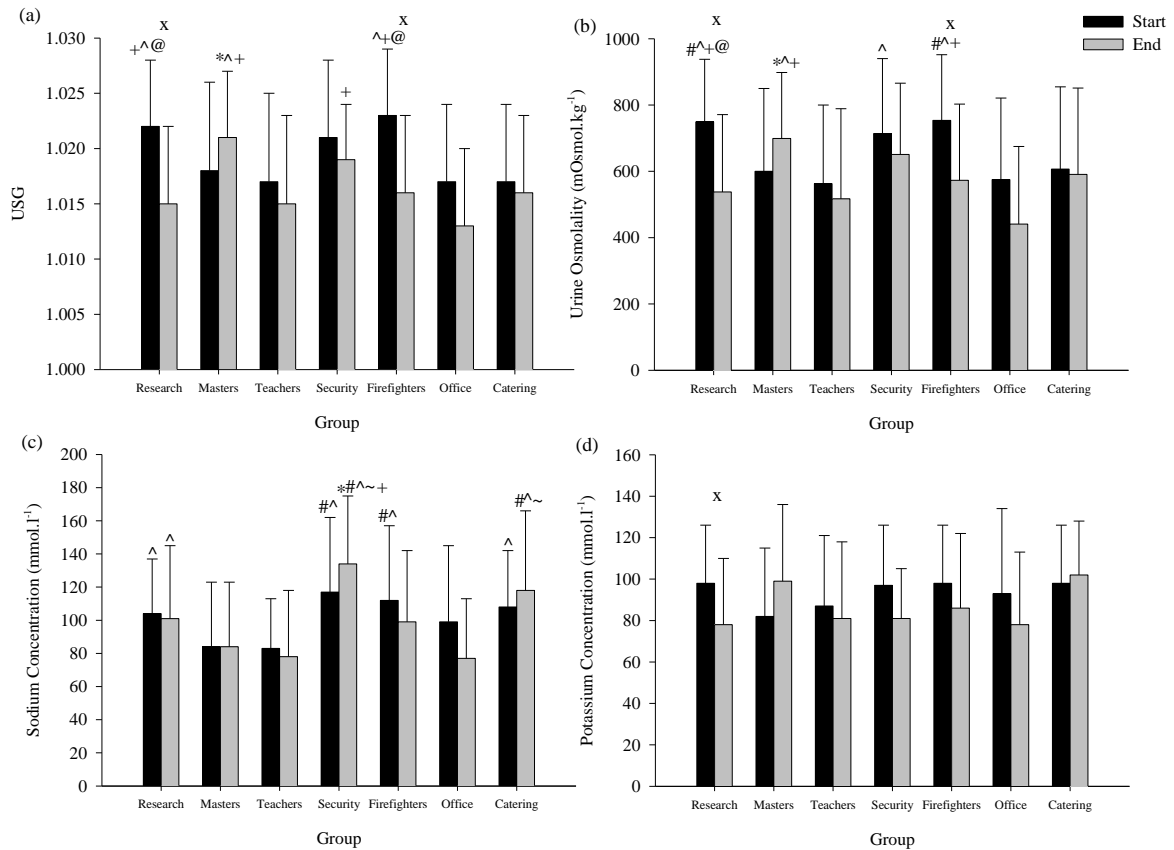 (a)
x
x
1.030
+^@
*^+
+
^+@
1.025
1.020
1.015
1.010
1.005
1.000
USG
Research Masters Teachers Security Firefighters Office Catering
Group
(b)
x
x
Start
End
1000
#^+@
*^+
^
#^+
800
600
400
200
0
Urine Osmolality (mOsmol.kg⁻¹)
Research Masters Teachers Security Firefighters Office Catering
Group
(c)
200
180
160
140
120
100
80
60
40
20
0
^ ^
#^
*#^~+
#^
^
#^~
Sodium Concentration (mmol.l⁻¹)
Research Masters Teachers Security Firefighters Office Catering
Group
(d)
160
140
120
100
80
60
40
20
0
x
Potassium Concentration (mmol.l⁻¹)
Research Masters Teachers Security Firefighters Office Catering
Group